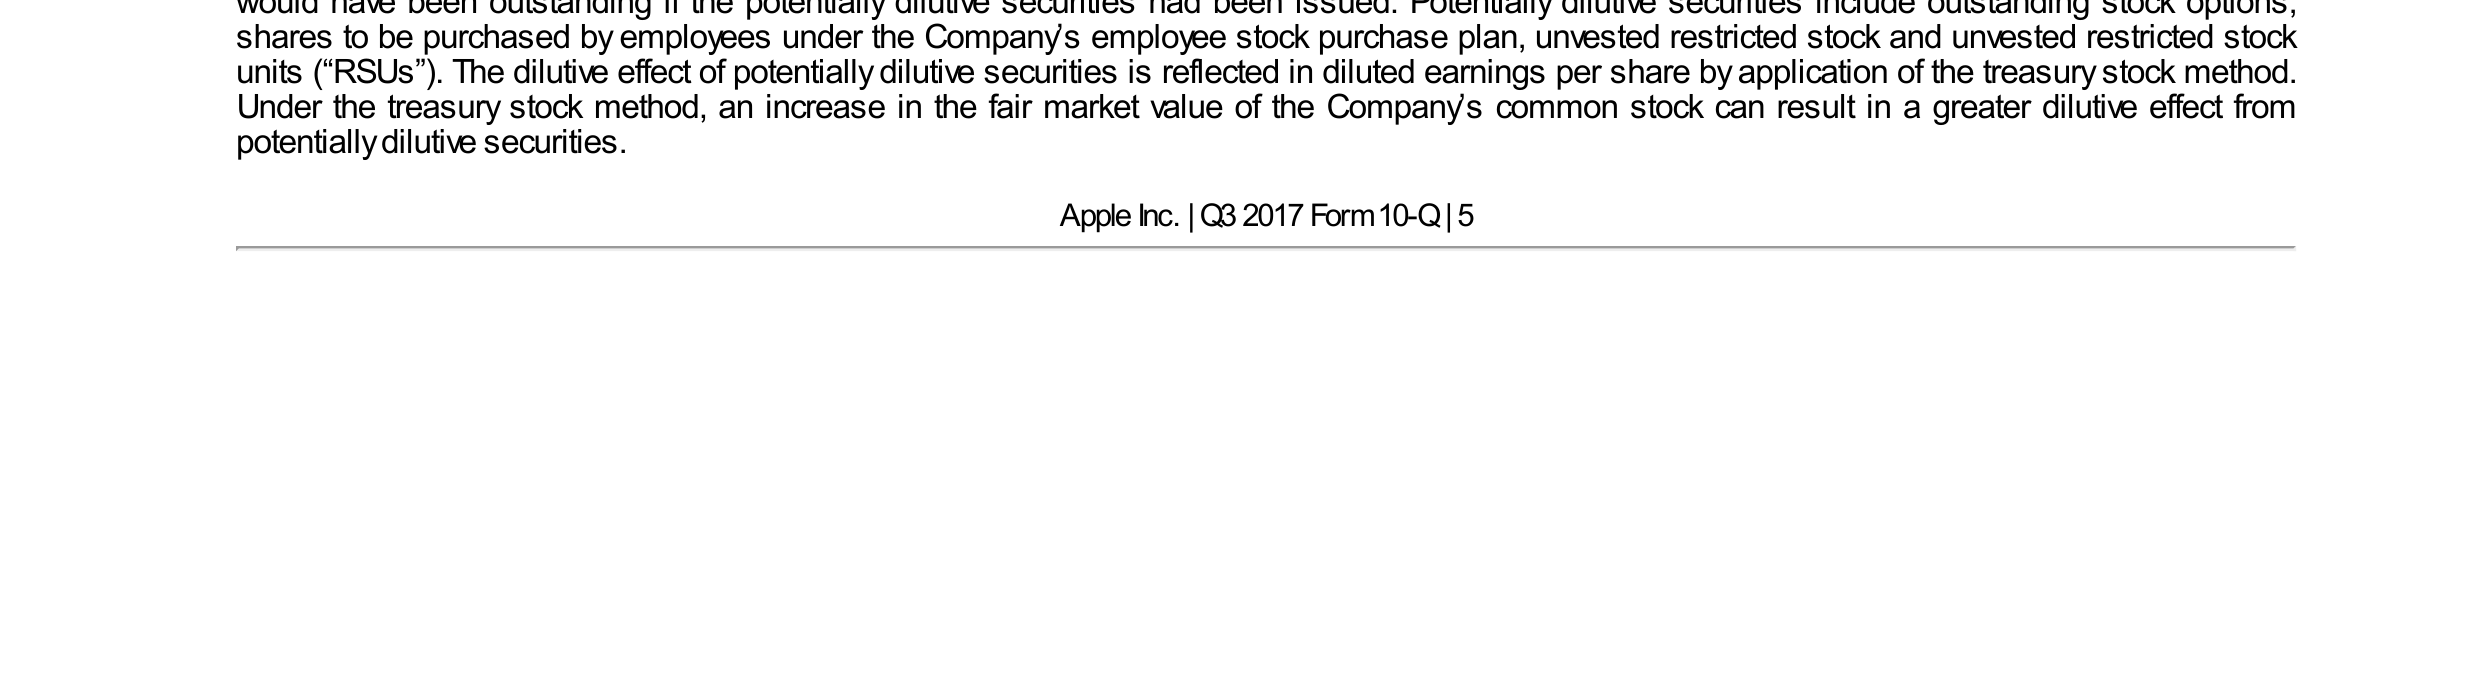 would have been outstanding if the potentially dilutive securities had been issued. Potentially dilutive securities include outstanding stock options,
shares to be purchased by employees under the Company’s employee stock purchase plan, unvested restricted stock and unvested restricted stock
units (“RSUs”). The dilutive effect of potentially dilutive securities is reflected in diluted earnings per share by application of the treasury stock method.
Under the treasury stock method, an increase in the fair market value of the Company’s common stock can result in a greater dilutive effect from
potentially dilutive securities.
Apple Inc. | Q3 2017 Form 10-Q | 5